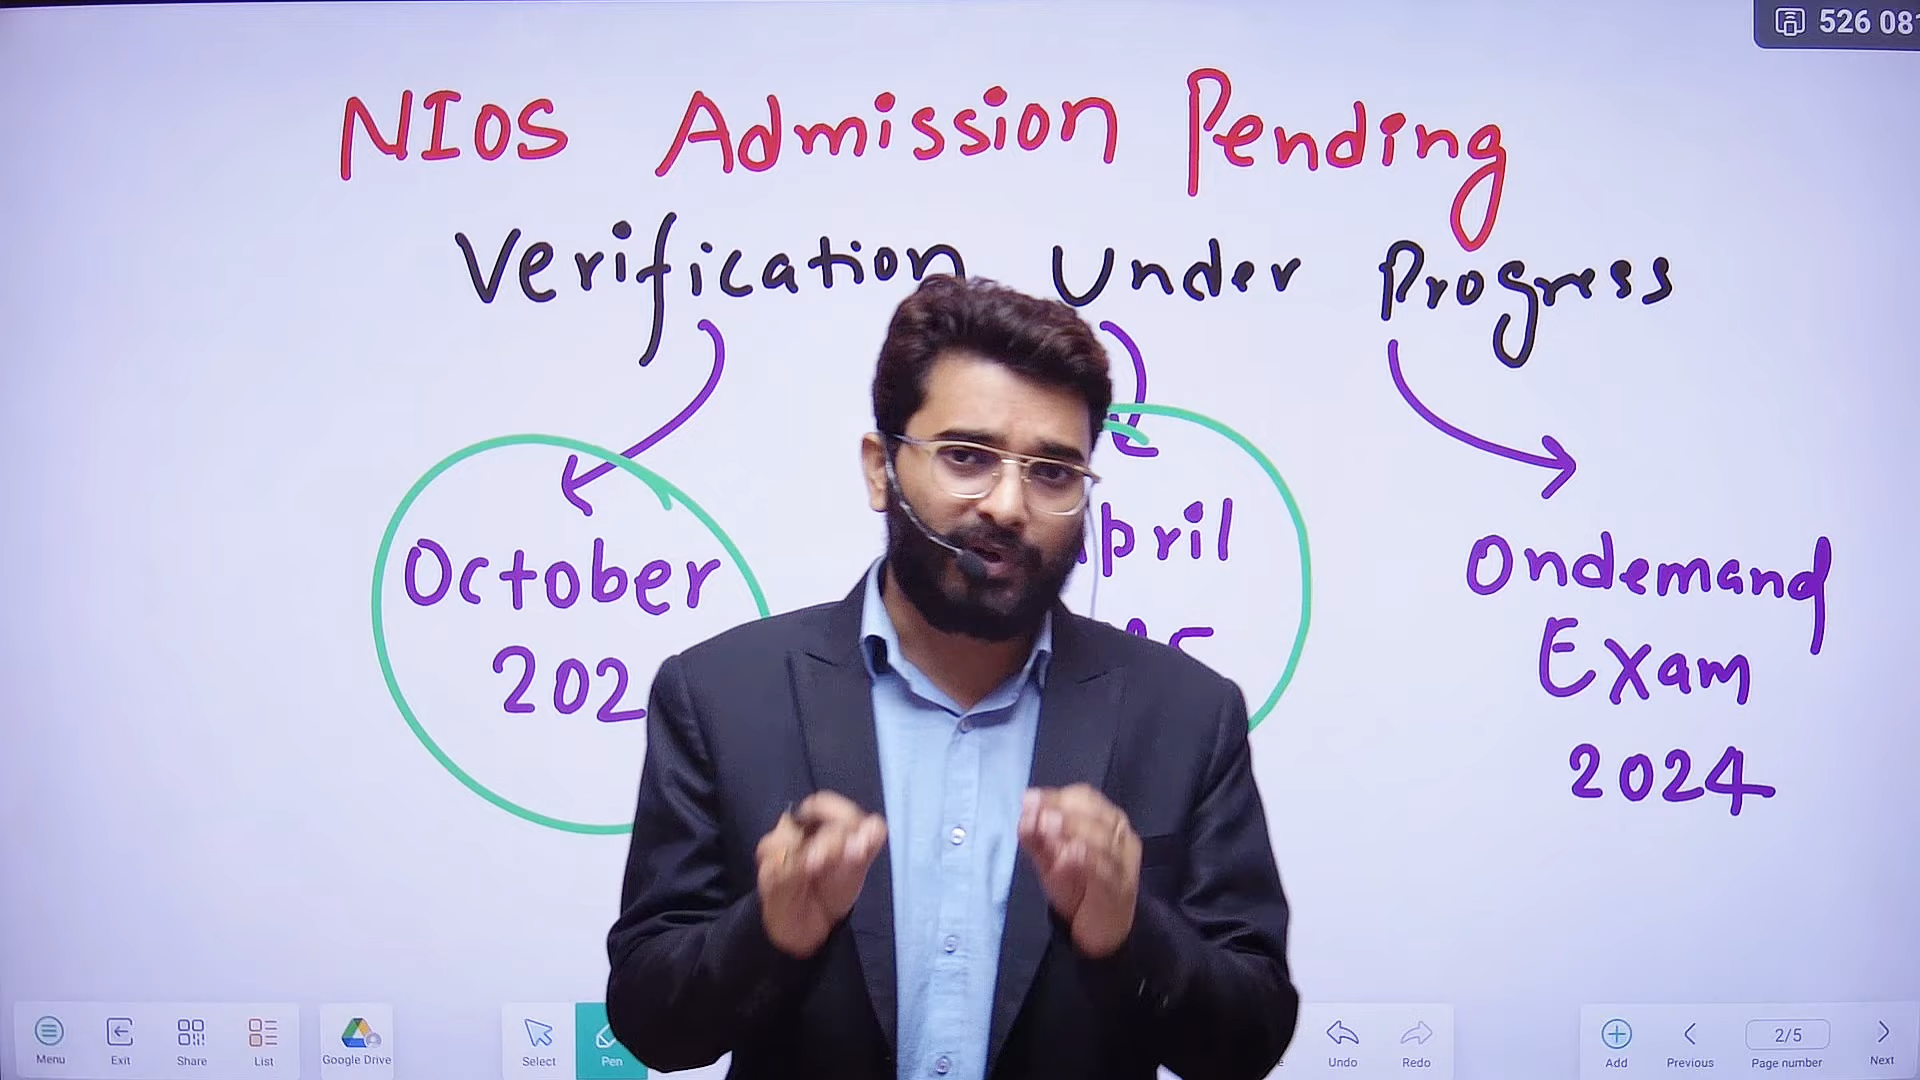 526 08
NIOS Admission Pending
Verification Under Progress
October
202
pril
Ondemand
Exam
2024
Menu
Exit
Share
List
Google Drive
Select
Pen
Undo
Redo
Add
Previous
2/5
Page number
Next